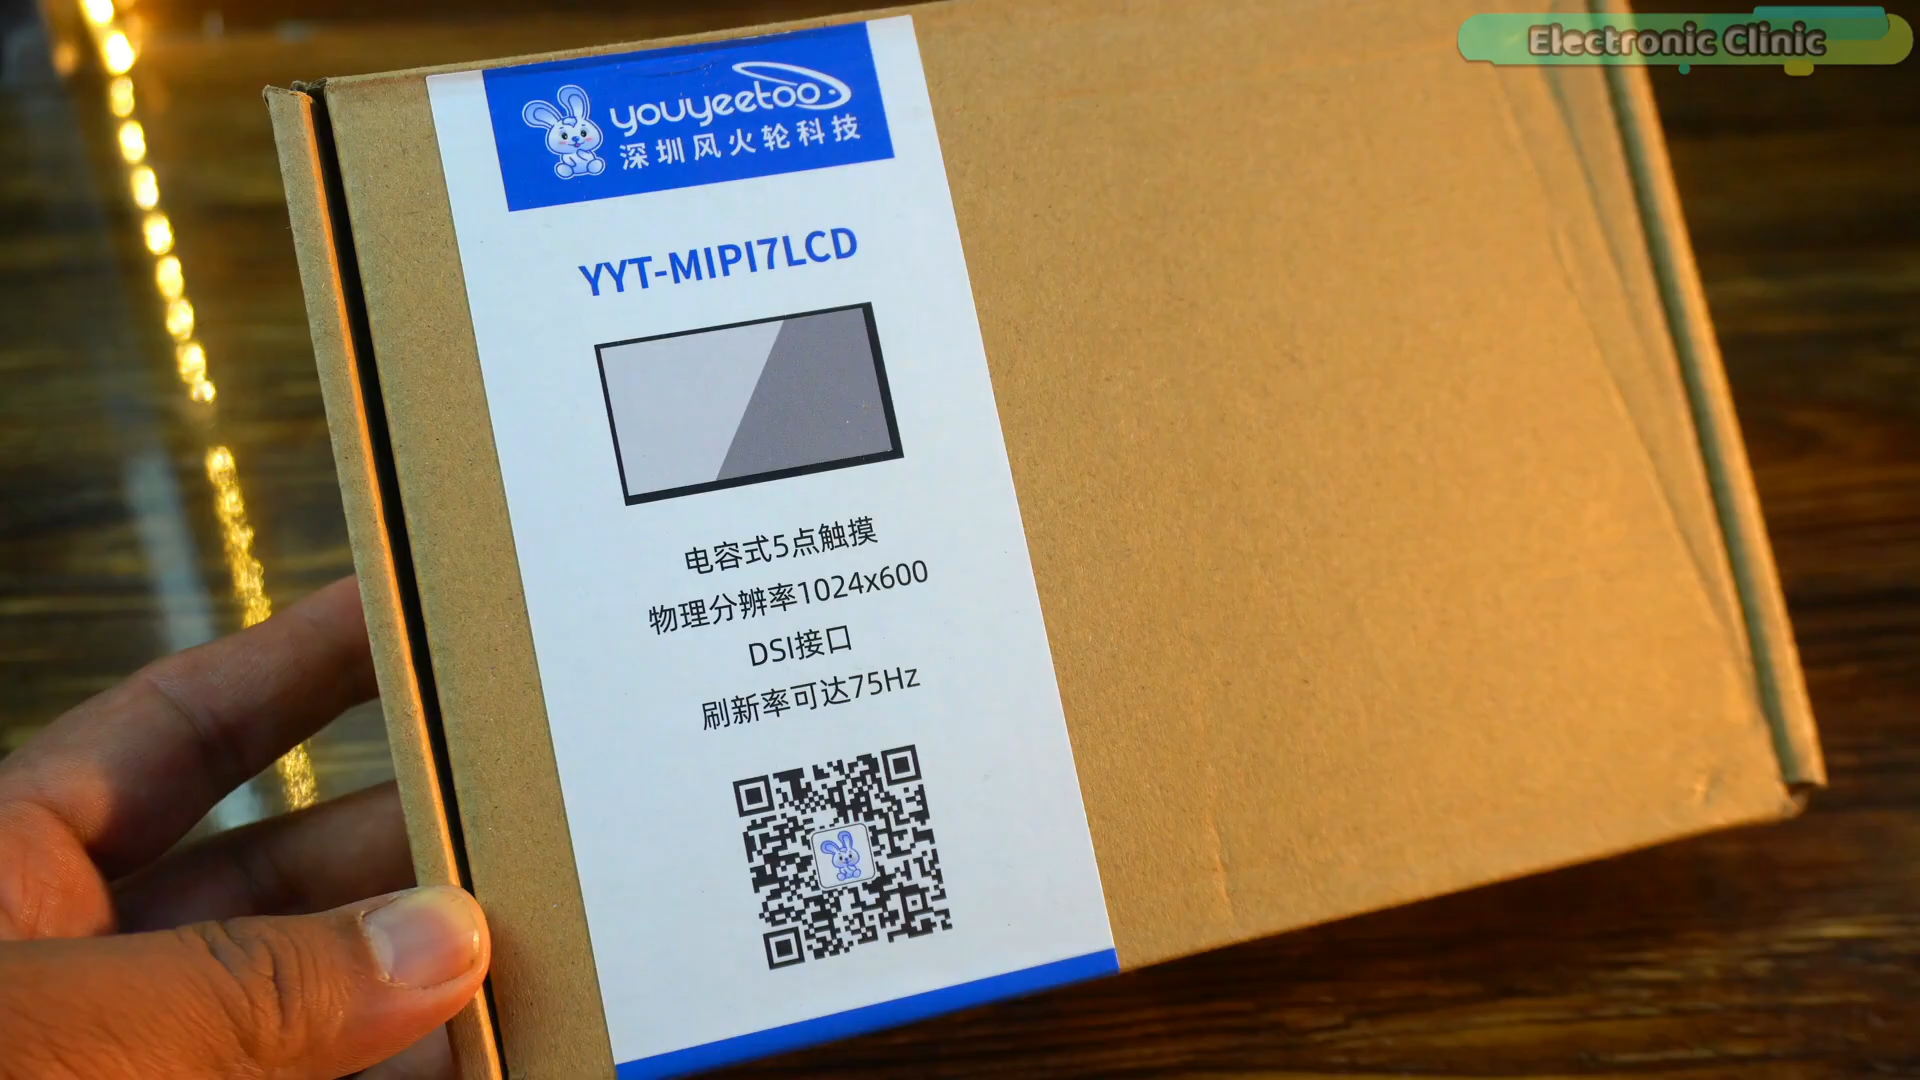 Electronic Clinic
youyeetoo
深圳风火轮科技
YYT-MIPI7LCD
电容式5点触摸
物理分辨率1024x600
DSI接口
刷新率可达75Hz